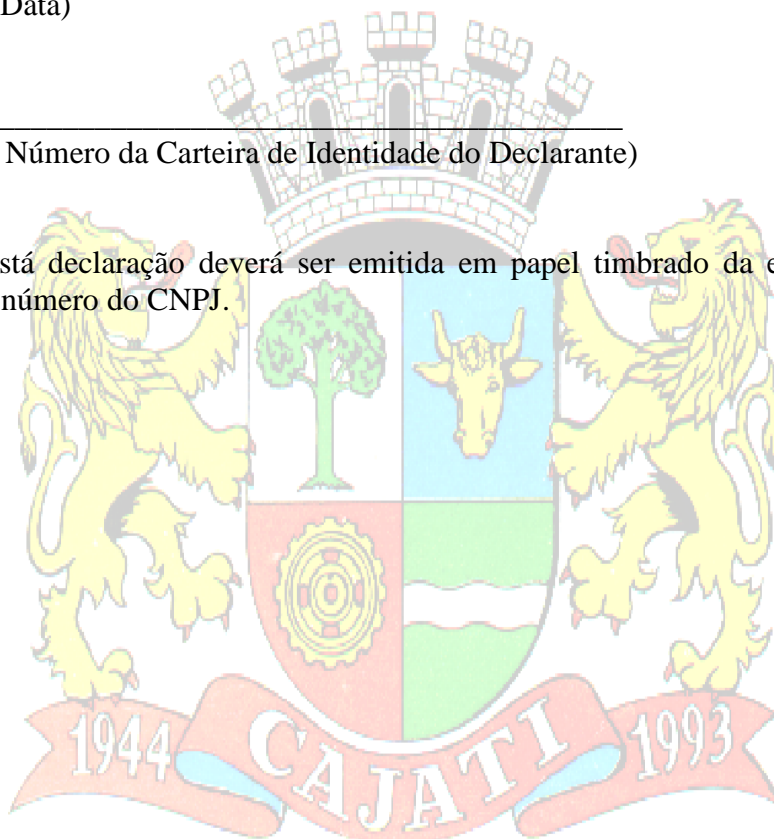 Data)
_______________________________________
Número da Carteira de Identidade do Declarante)
stá declaração deverá ser emitida em papel timbrado da e
número do CNPJ.
1944 CAJATI 1993